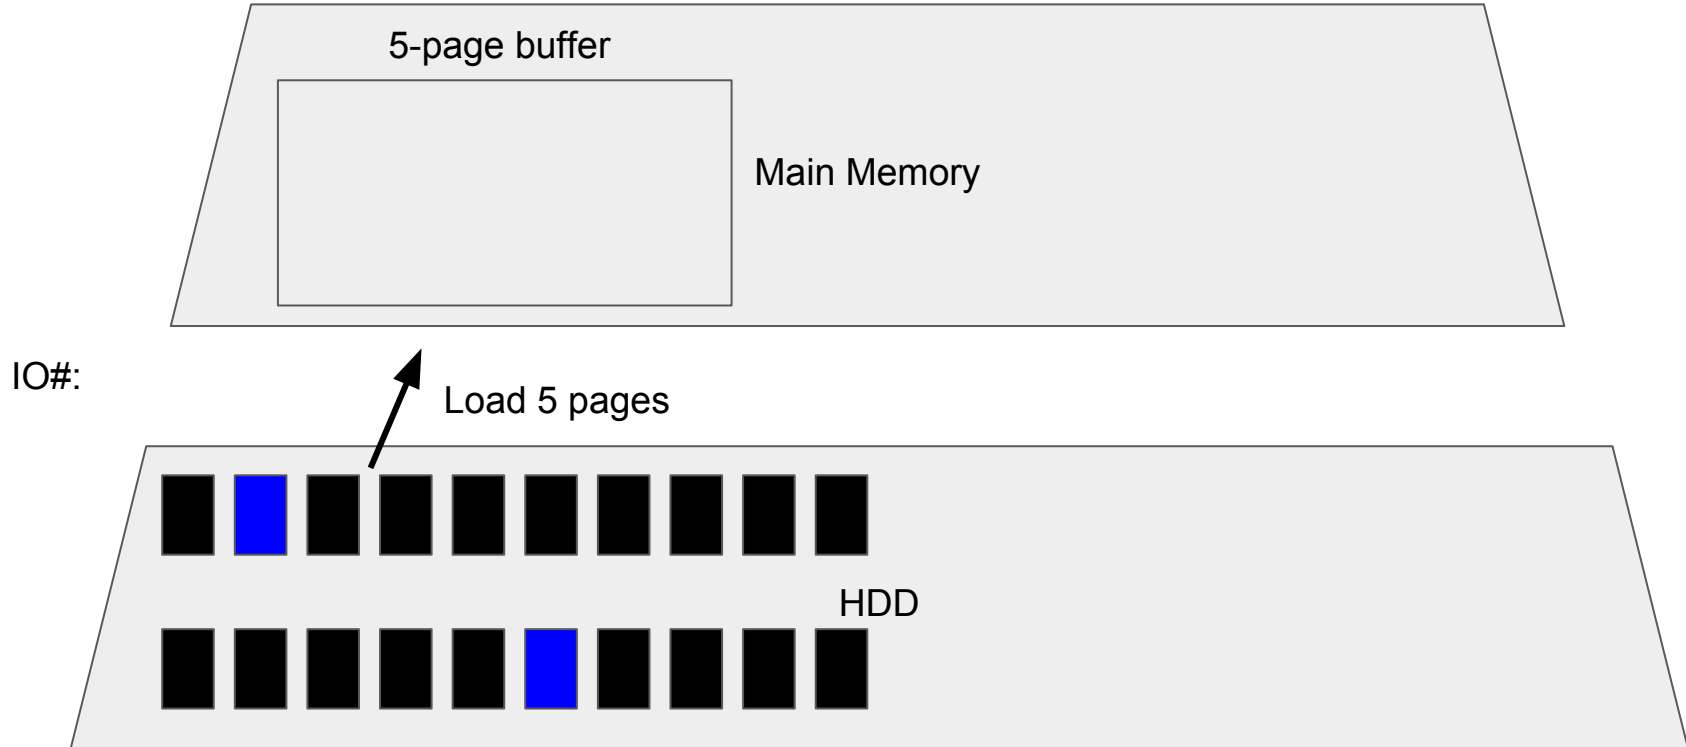 5-page buffer
Main Memory
IO#:
Load 5 pages
HDD